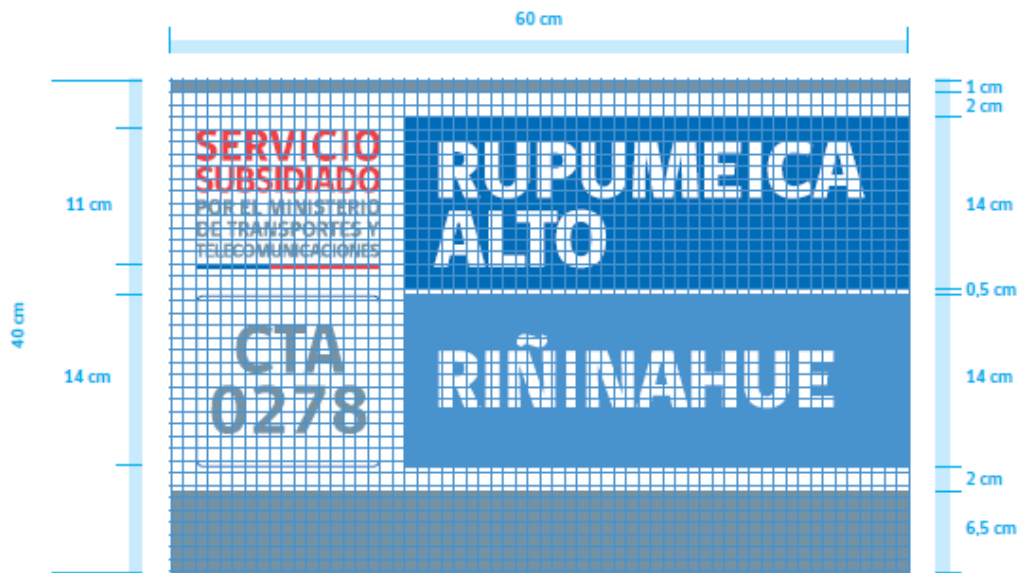 60 cm
1 cm
2 cm
SERVICIO
SUBSIDIADO
POR EL MINISTERIO
DE TRANSPORTES Y
TELECOMUNICACIONES
RUPUMEICA
ALTO
11 cm
14 cm
0,5 cm
40 cm
CTA
0278
RIÑINAHUE
14 cm
14 cm
2 cm
6,5 cm